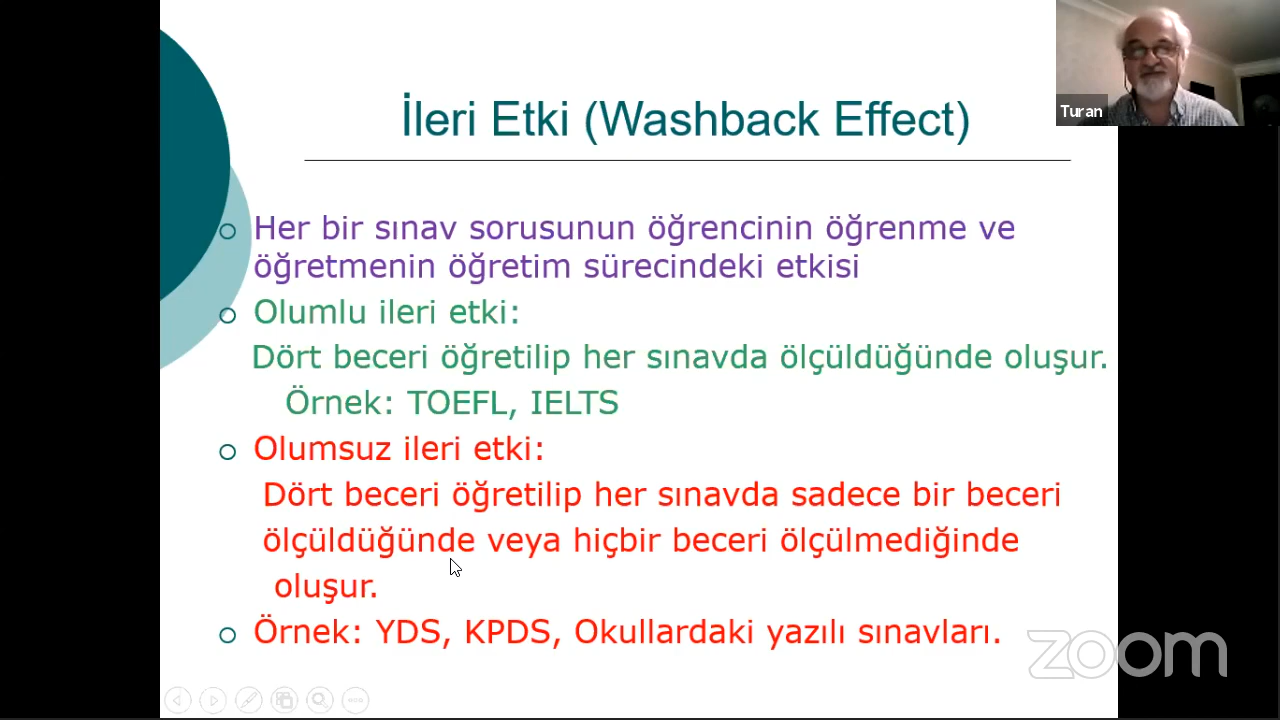 İleri Etki (Washback Effect)
Turan
Her bir sınav sorusunun öğrencinin öğrenme ve
öğretmenin öğretim sürecindeki etkisi
Olumlu ileri etki:
Dört beceri öğretilip her sınavda ölçüldüğünde oluşur.
Örnek: TOEFL, IELTS
Olumsuz ileri etki:
Dört beceri öğretilip her sınavda sadece bir beceri
ölçüldüğünde veya hiçbir beceri ölçülmediğinde
oluşur.
Örnek: YDS, KPDS, Okullardaki yazılı sınavları.
zoom